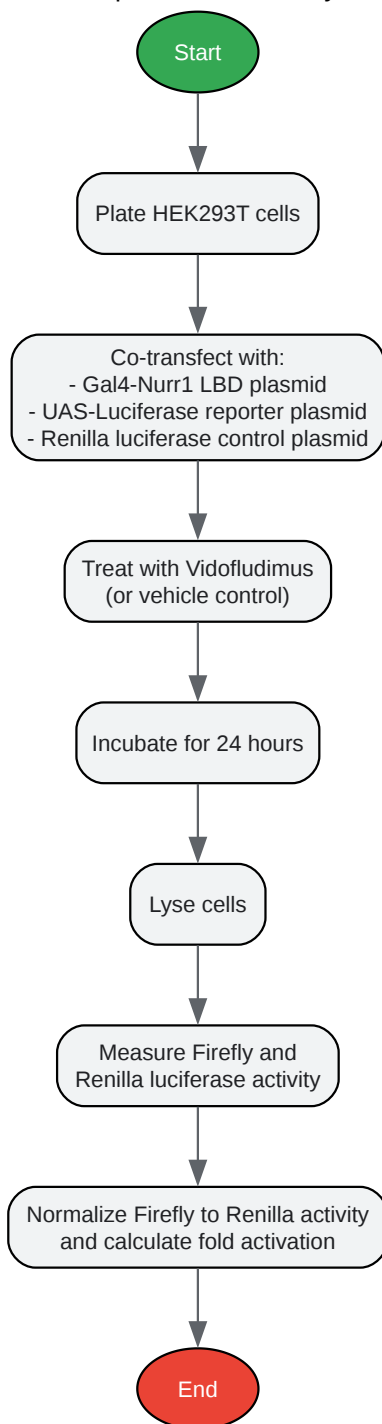 Start
Plate HEK293T cells
Co-transfect with:
- Gal4-Nurr1 LBD plasmid
- UAS-Luciferase reporter plasmid
- Renilla luciferase control plasmid
Treat with Vidofludimus
(or vehicle control)
Incubate for 24 hours
Lyse cells
Measure Firefly and
Renilla luciferase activity
Normalize Firefly to Renilla activity
and calculate fold activation
End